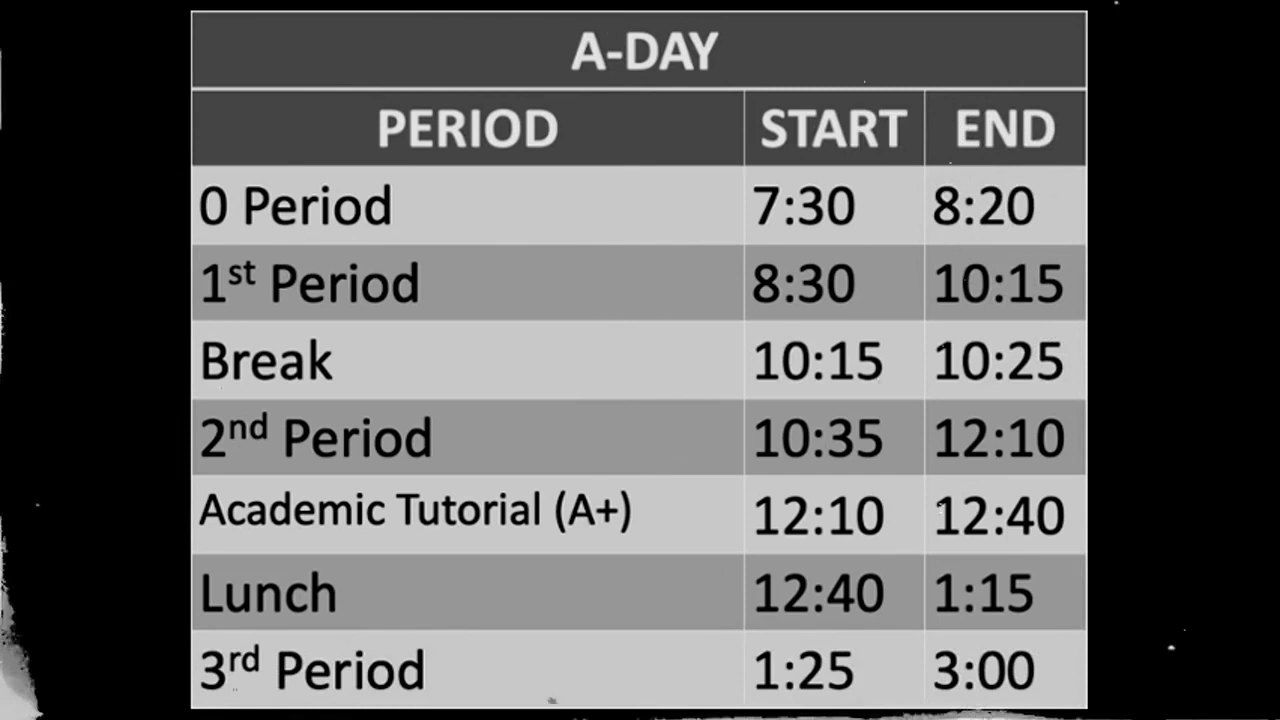 A-DAY
PERIOD START END
0 Period 7:30 8:20
1st Period 8:30 10:15
Break 10:15 10:25
2nd Period 10:35 12:10
Academic Tutorial (A+) 12:10 12:40
Lunch 12:40 1:15
3rd Period 1:25 3:00